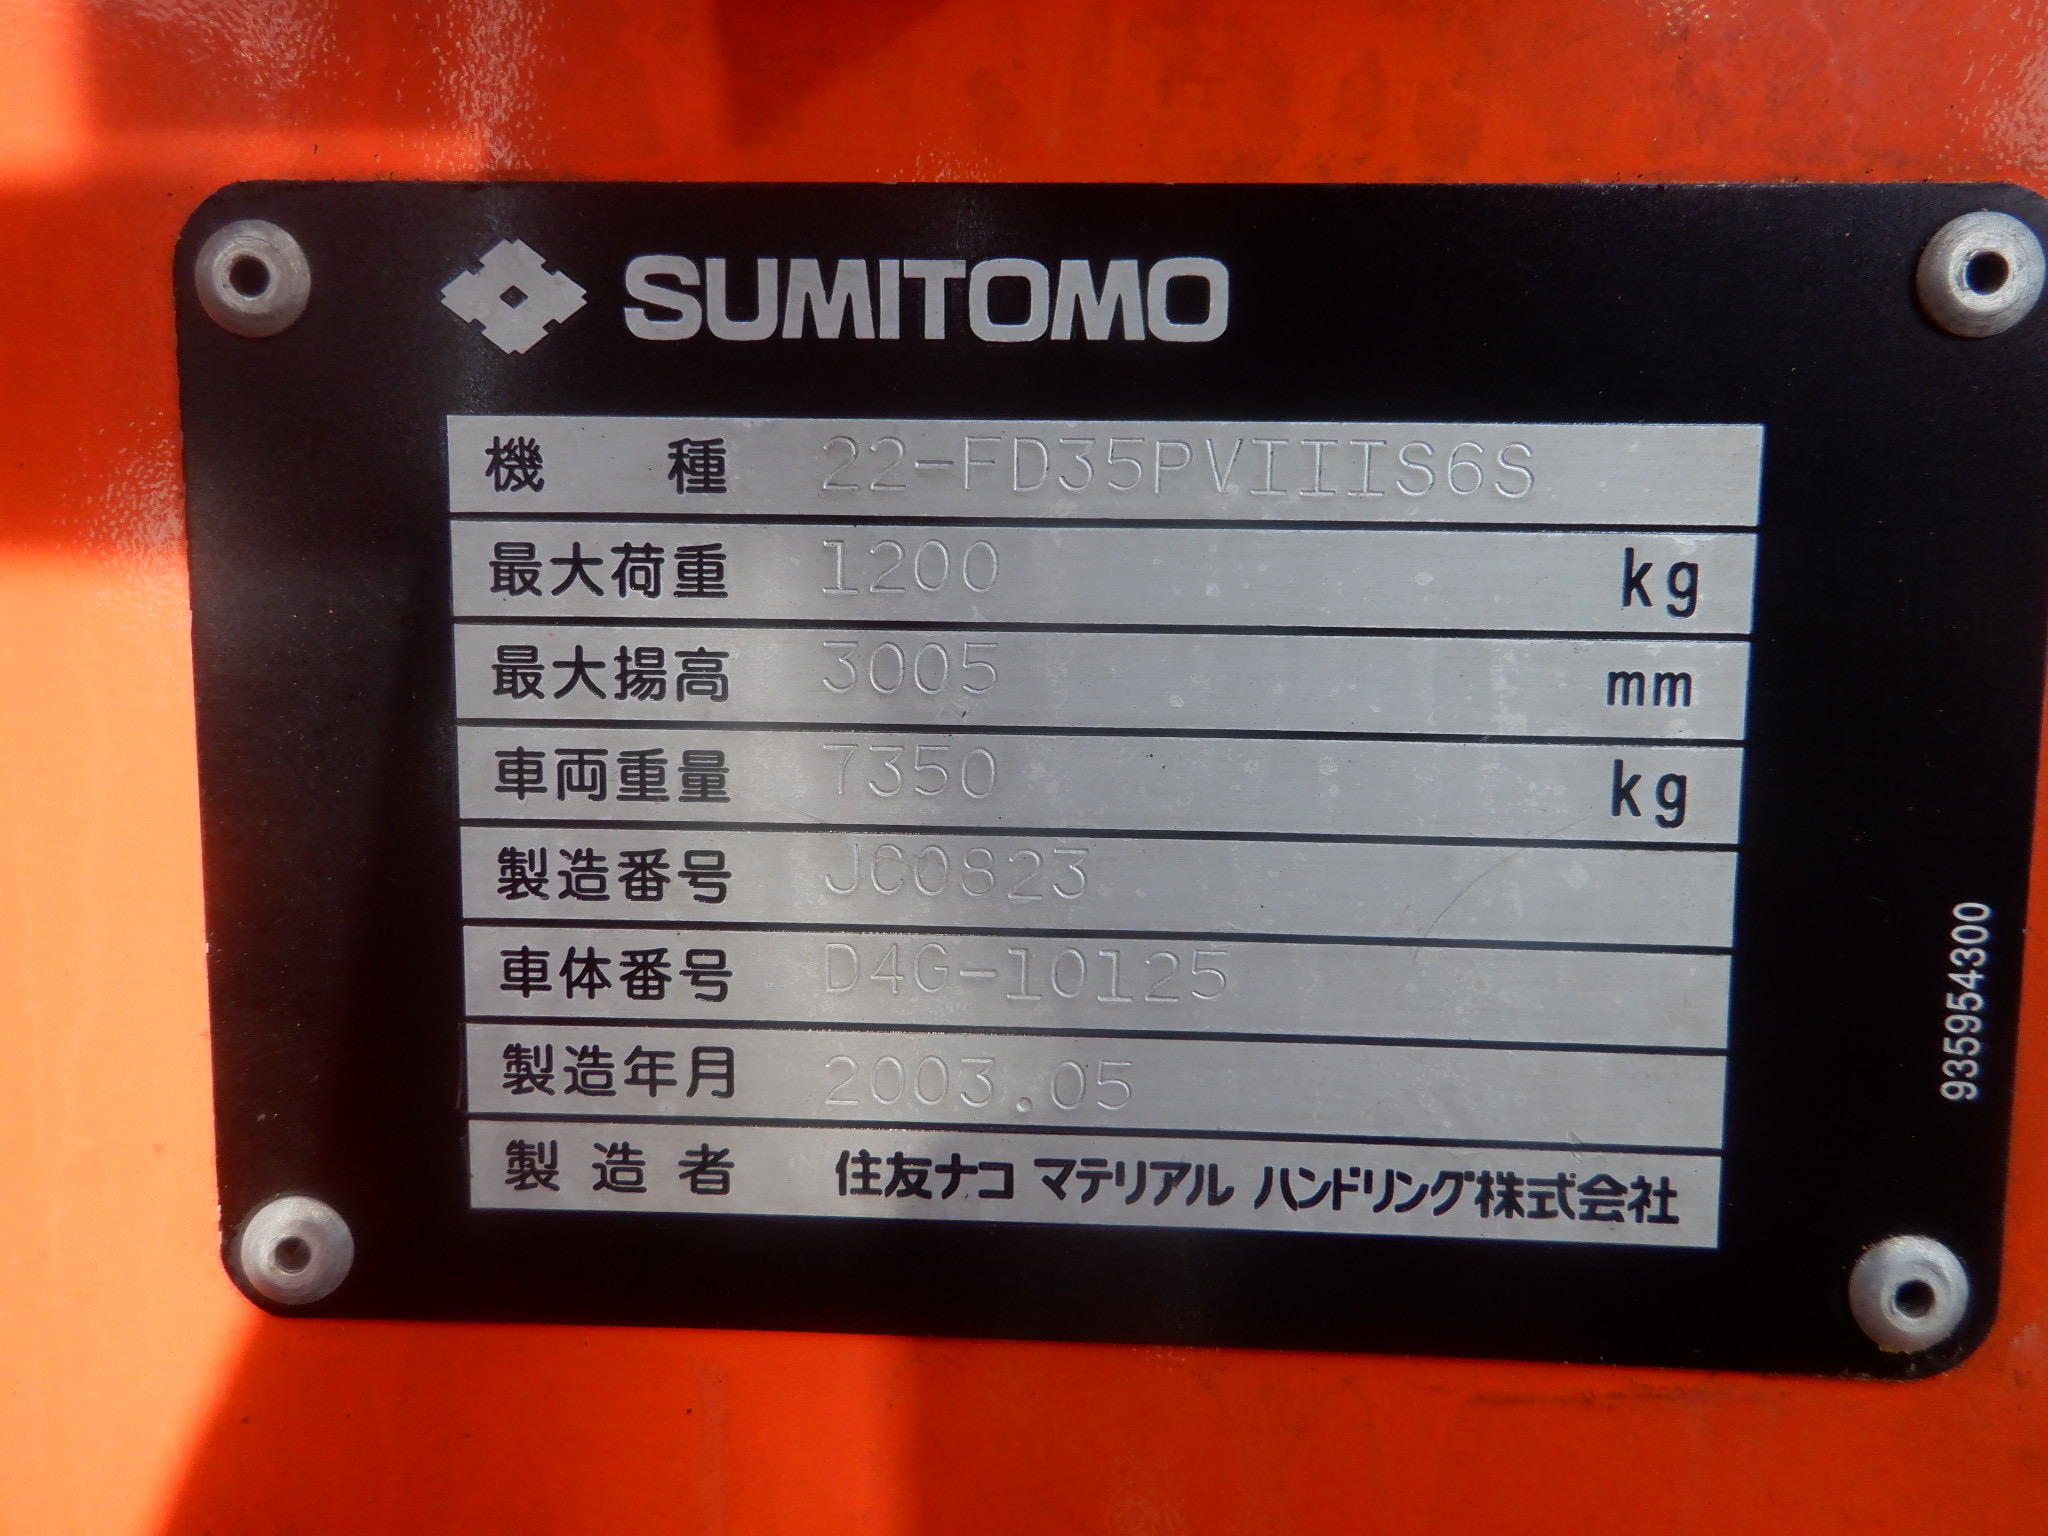 SUMITOMO
機種 22-FD35PVIIIS6S
最大荷重 1200 kg
最大揚高 3005 mm
車両重量 7350 kg
製造番号 JC0823
車体番号 D4G-10125
製造年月 2003.05
製造者 住友ナコ マテリアル ハンドリング株式会社
9359954300